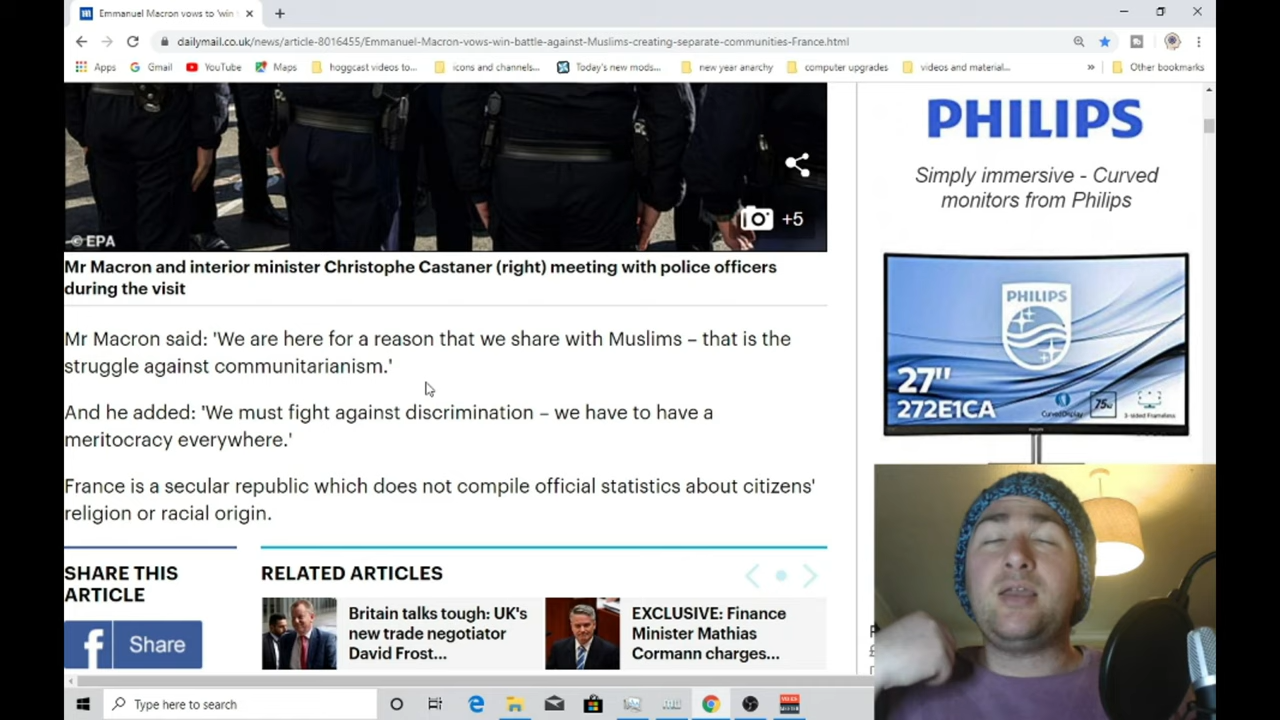 Emmanuel Macron vows to 'win
dailymail.co.uk/news/article-8016455/Emmanuel-Macron-vows-win-battle-against-Muslims-creating-separate-communities-France.html
Apps Gmail YouTube Maps hoggcast videos to... icons and channels... Today's new mods... new year anarchy computer upgrades videos and material... » Other bookmarks
+5
© EPA
Mr Macron and interior minister Christophe Castaner (right) meeting with police officers
during the visit
Mr Macron said: 'We are here for a reason that we share with Muslims – that is the
struggle against communitarianism.'
And he added: 'We must fight against discrimination – we have to have a
meritocracy everywhere.'
France is a secular republic which does not compile official statistics about citizens'
religion or racial origin.
SHARE THIS
ARTICLE
Share
RELATED ARTICLES
Britain talks tough: UK's
new trade negotiator
David Frost...
EXCLUSIVE: Finance
Minister Mathias
Cormann charges...
PHILIPS
Simply immersive - Curved
monitors from Philips
PHILIPS
27"
272E1CA
CurvedDisplay
75
3-sided Frameless
Type here to search